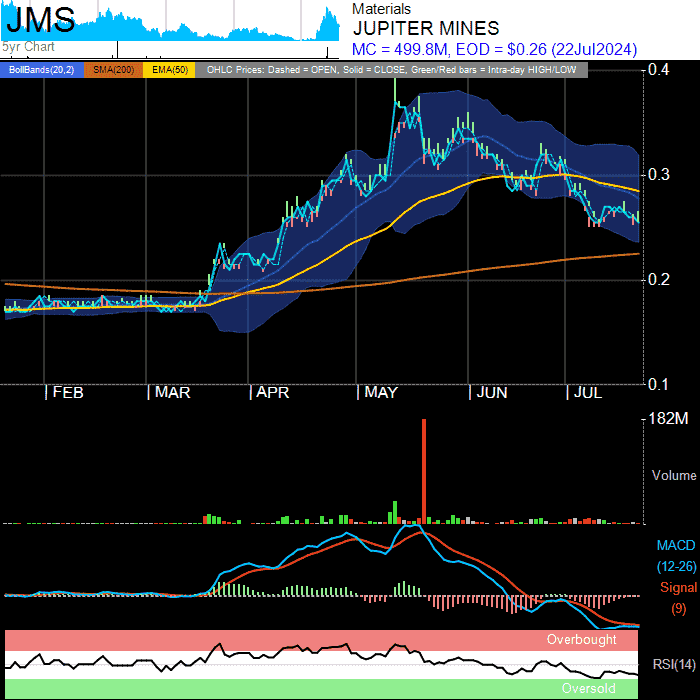 JMS
5yr Chart
Materials
JUPITER MINES
MC = 499.8M, EOD = $0.26 (22Jul2024)
BollBands(20,2) SMA(200) EMA(50) OHLC Prices: Dashed = OPEN, Solid = CLOSE, Green/Red bars = Intra-day HIGH/LOW
0.4
0.3
0.2
0.1
FEB MAR APR MAY JUN JUL
182M
Volume
MACD
(12-26)
Signal
(9)
Overbought
RSI(14)
Oversold